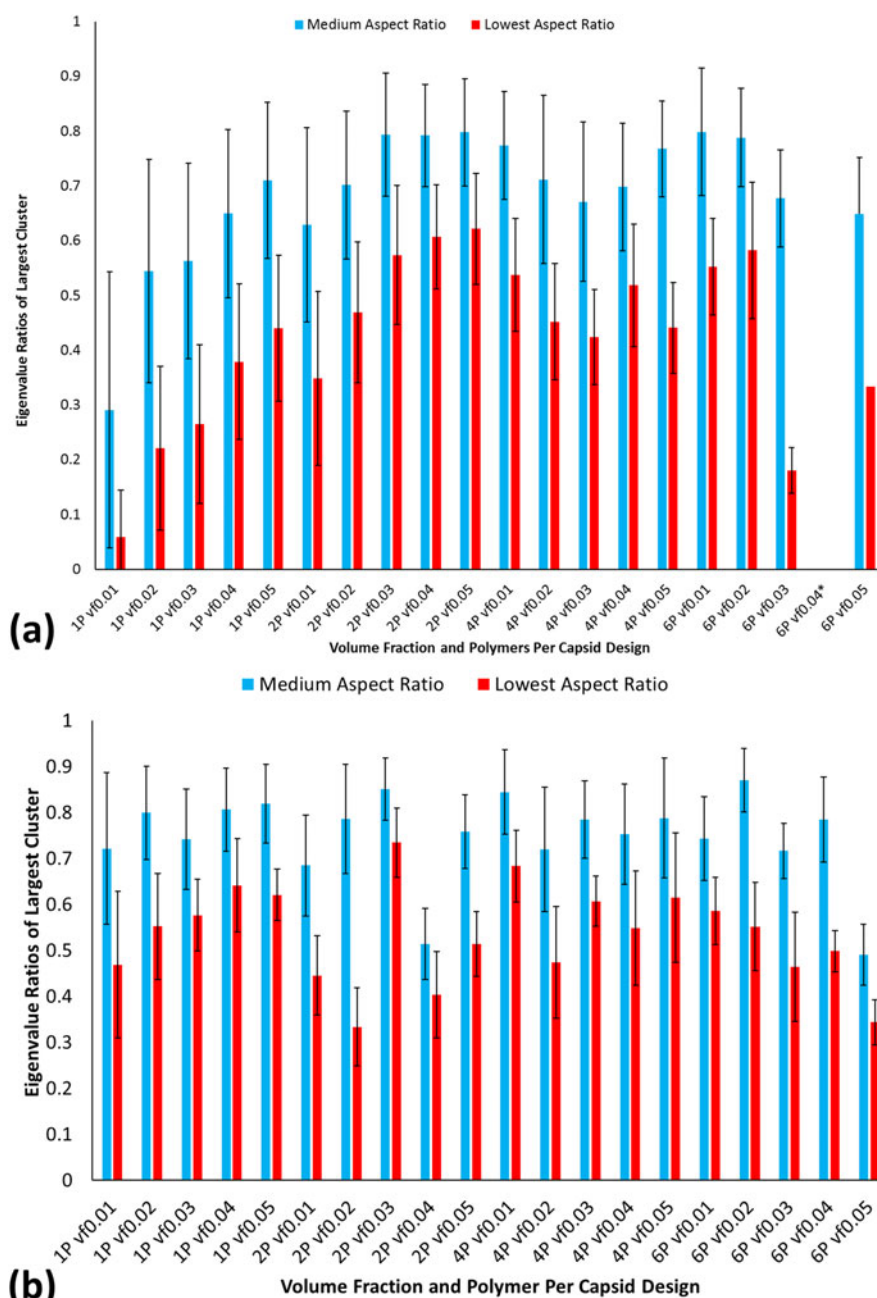 Medium Aspect Ratio Lowest Aspect Ratio
1
0.9
0.8
0.7
0.6
0.5
0.4
0.3
0.2
0.1
0
Eigenvalue Ratios of Largest Cluster
1P vf0.01
1P vf0.02
1P vf0.03
1P vf0.04
1P vf0.05
2P vf0.01
2P vf0.02
2P vf0.03
2P vf0.04
2P vf0.05
4P vf0.01
4P vf0.02
4P vf0.03
4P vf0.04
4P vf0.05
6P vf0.01
6P vf0.02
6P vf0.03
6P vf0.04*
6P vf0.05
(a)
Volume Fraction and Polymers Per Capsid Design
Medium Aspect Ratio Lowest Aspect Ratio
1
0.9
0.8
0.7
0.6
0.5
0.4
0.3
0.2
0.1
0
Eigenvalue Ratios of Largest Cluster
1P vf0.01
1P vf0.02
1P vf0.03
1P vf0.04
1P vf0.05
2P vf0.01
2P vf0.02
2P vf0.03
2P vf0.04
2P vf0.05
4P vf0.01
4P vf0.02
4P vf0.03
4P vf0.04
4P vf0.05
6P vf0.01
6P vf0.02
6P vf0.03
6P vf0.04
6P vf0.05
(b)
Volume Fraction and Polymer Per Capsid Design